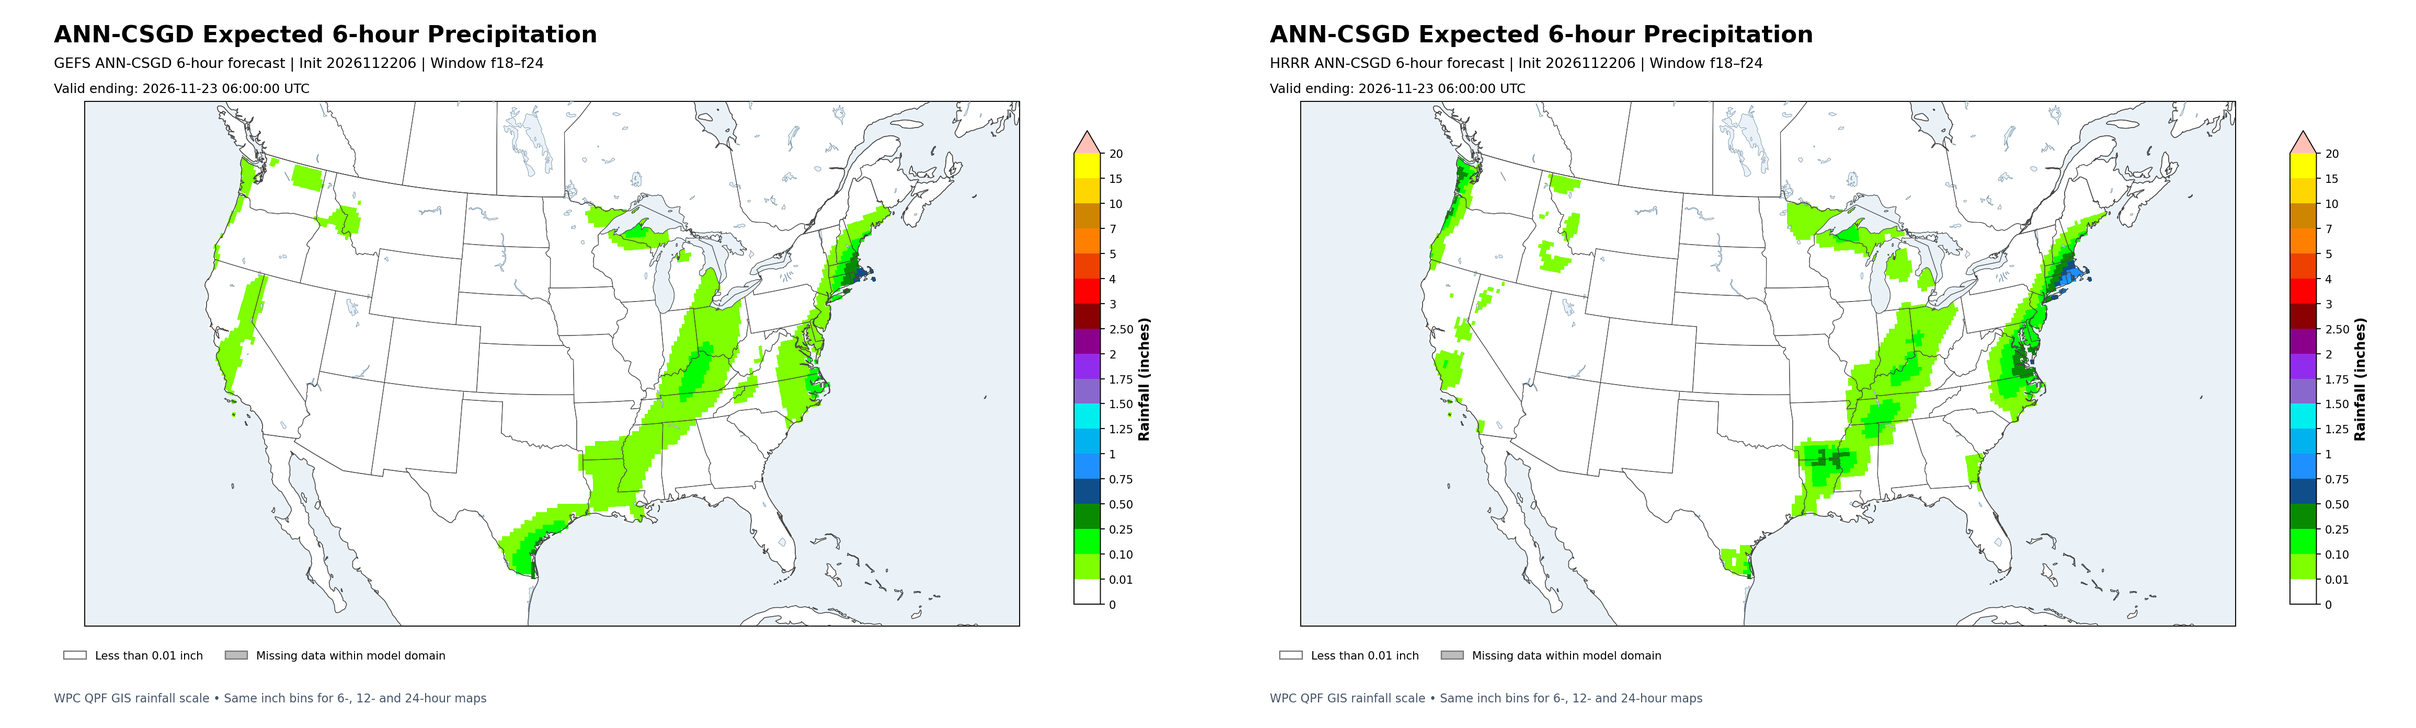 ANN-CSGD Expected 6-hour Precipitation
GEFS ANN-CSGD 6-hour forecast | Init 2026112206 | Window f18–f24
Valid ending: 2026-11-23 06:00:00 UTC
20
15
10
7
5
4
3
2.50
2
1.75
1.50
1.25
1
0.75
0.50
0.25
0.10
0.01
0
Rainfall (inches)
Less than 0.01 inch
Missing data within model domain
WPC QPF GIS rainfall scale • Same inch bins for 6-, 12- and 24-hour maps
ANN-CSGD Expected 6-hour Precipitation
HRRR ANN-CSGD 6-hour forecast | Init 2026112206 | Window f18–f24
Valid ending: 2026-11-23 06:00:00 UTC
20
15
10
7
5
4
3
2.50
2
1.75
1.50
1.25
1
0.75
0.50
0.25
0.10
0.01
0
Rainfall (inches)
Less than 0.01 inch
Missing data within model domain
WPC QPF GIS rainfall scale • Same inch bins for 6-, 12- and 24-hour maps